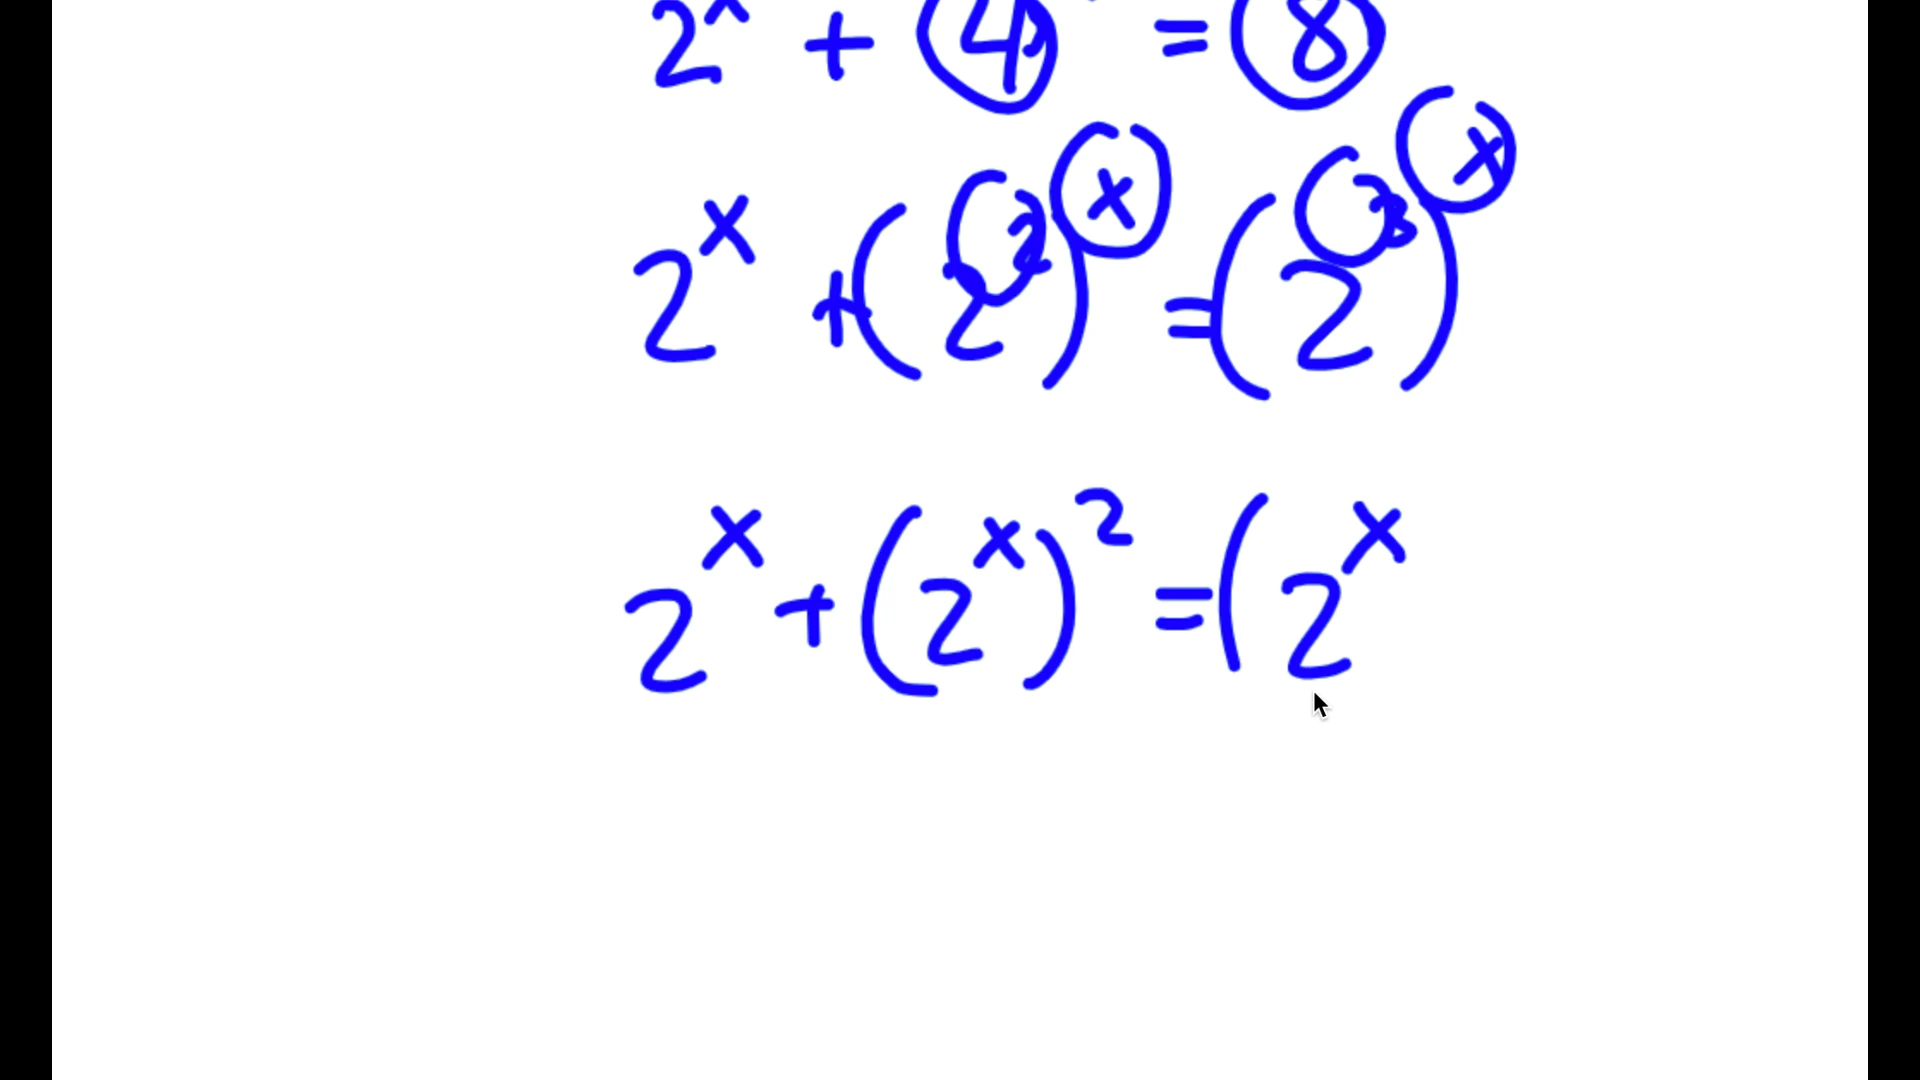 2^x + 4 = 8
2^x + (2^2)^x = (2^3)^x
2^x + (2^x)^2 = (2^x